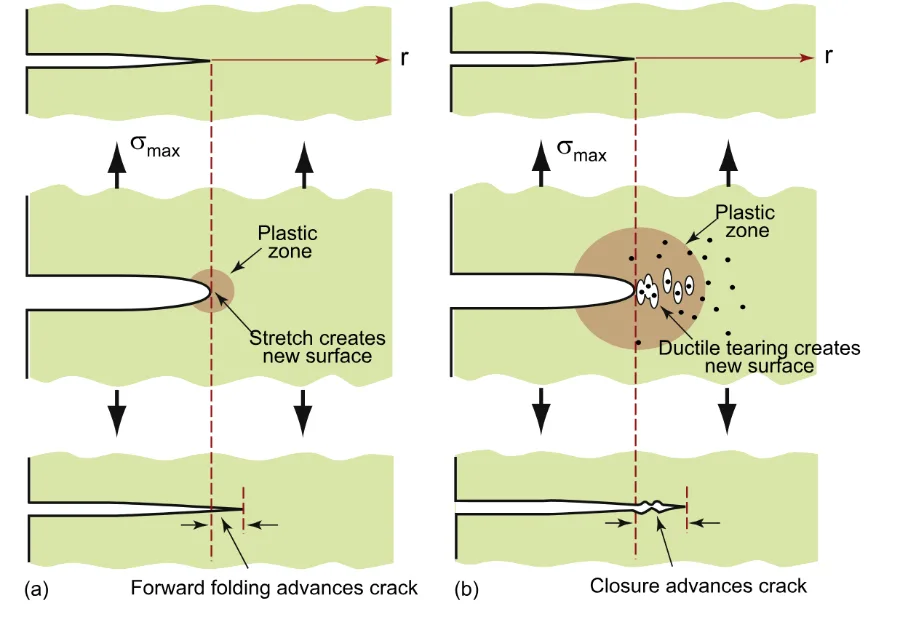 r
σmax
Plastic
zone
Stretch creates
new surface
(a)
Forward folding advances crack
r
σmax
Plastic
zone
Ductile tearing creates
new surface
(b)
Closure advances crack